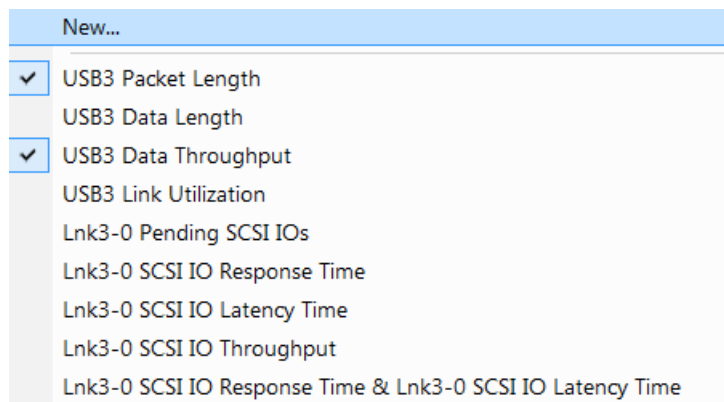 New...
USB3 Packet Length
USB3 Data Length
USB3 Data Throughput
USB3 Link Utilization
Lnk3-0 Pending SCSI IOs
Lnk3-0 SCSI IO Response Time
Lnk3-0 SCSI IO Latency Time
Lnk3-0 SCSI IO Throughput
Lnk3-0 SCSI IO Response Time & Lnk3-0 SCSI IO Latency Time